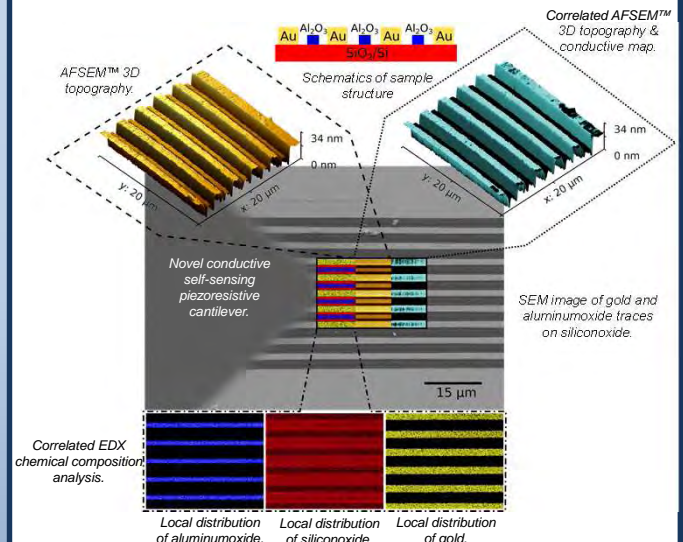 Au Al2O3 Au Al2O3 Au Al2O3 Au
SiO2/Si
Schematics of sample
structure
AFSEM™ 3D
topography.
Correlated AFSEM™
3D topography &
conductive map.
34 nm
0 nm
y: 20 µm
x: 20 µm
34 nm
0 nm
y: 20 µm
x: 20 µm
Novel conductive
self-sensing
piezoresistive
cantilever.
SEM image of gold and
aluminumoxide traces
on siliconoxide.
15 µm
Correlated EDX
chemical composition
analysis.
Local distribution
of aluminumoxide.
Local distribution
of siliconoxide
Local distribution
of gold.